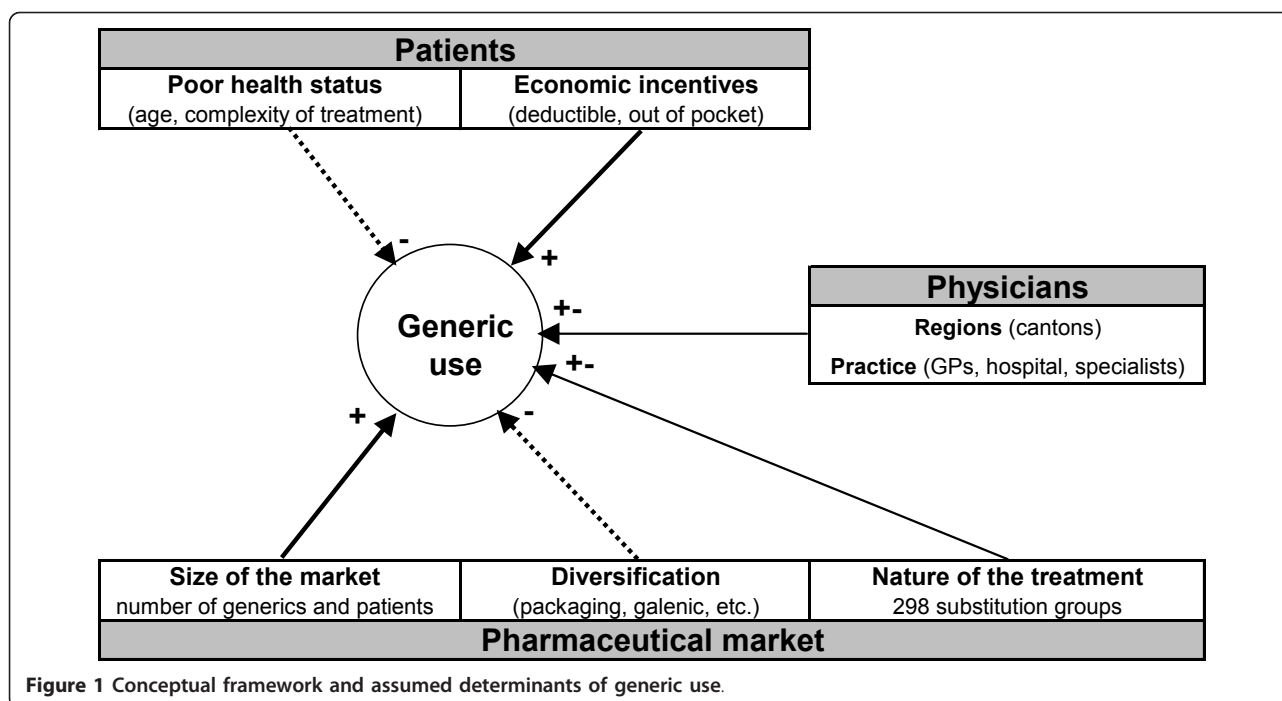 Patients
Poor health status
(age, complexity of treatment)
Economic incentives
(deductible, out of pocket)
-
+
Generic
use
+-
+-
Physicians
Regions (cantons)
Practice (GPs, hospital, specialists)
+
-
Size of the market
number of generics and patients
Diversification
(packaging, galenic, etc.)
Nature of the treatment
298 substitution groups
Pharmaceutical market
Figure 1 Conceptual framework and assumed determinants of generic use.